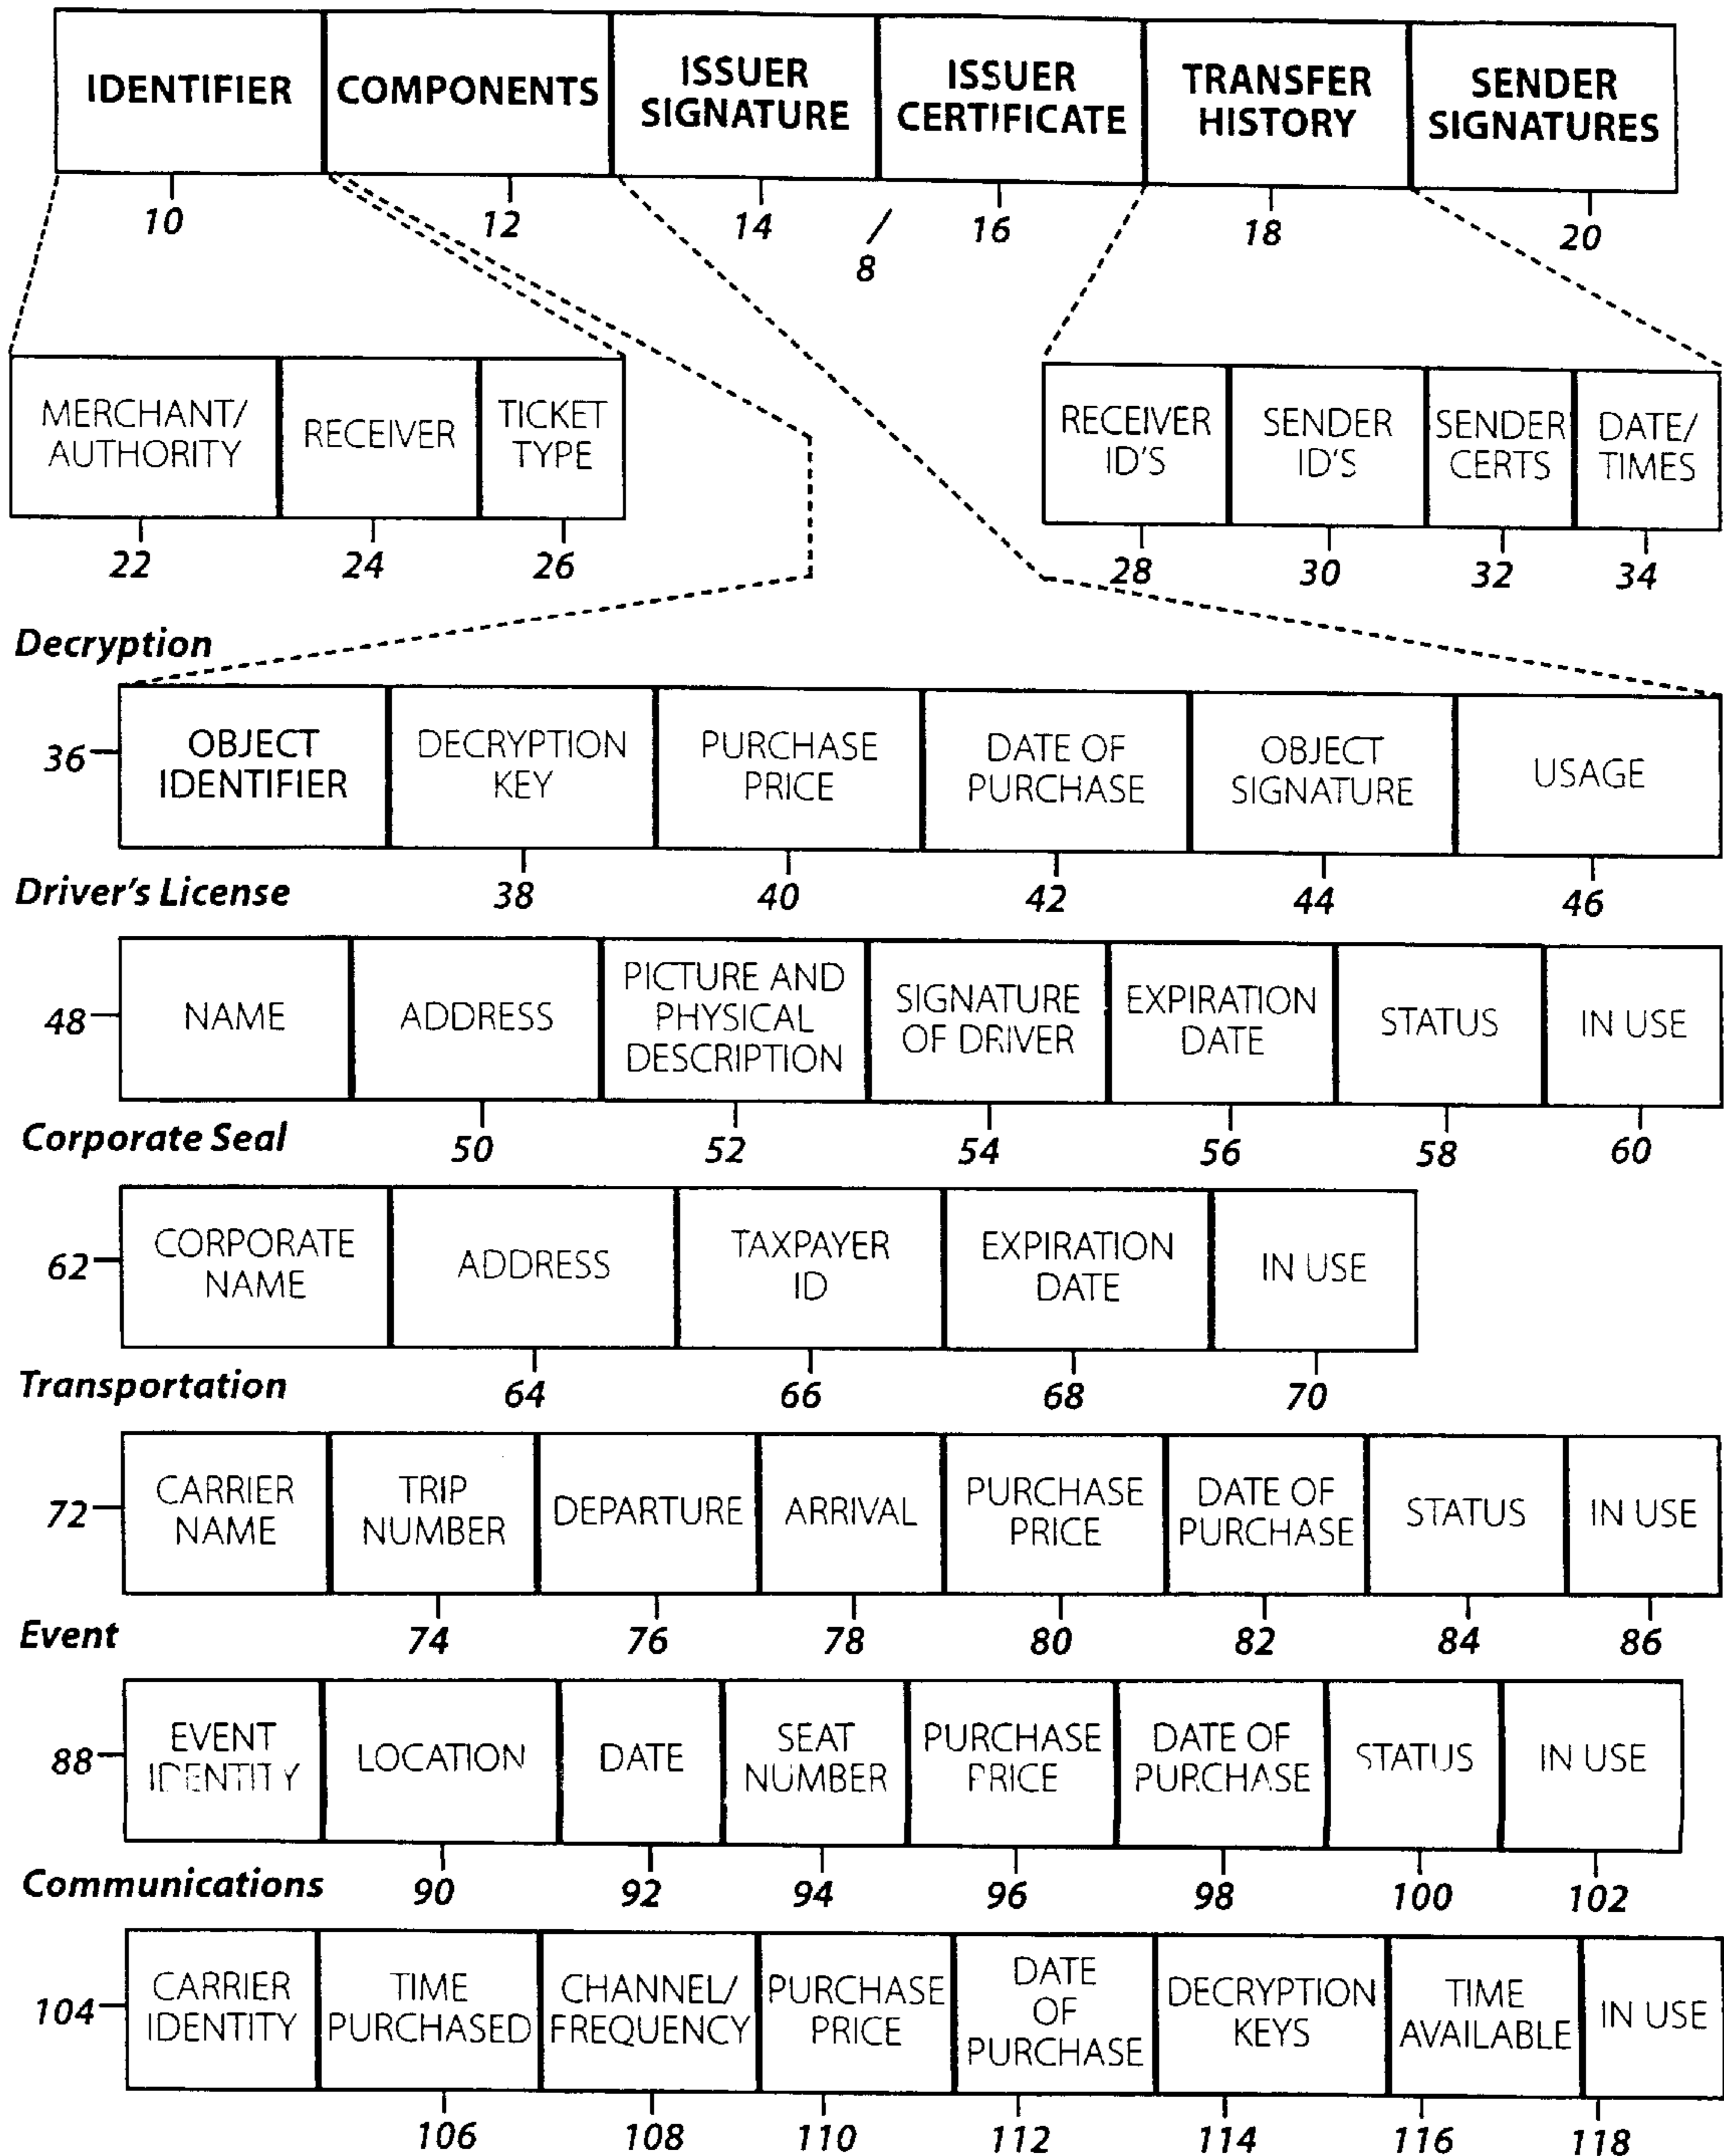 IDENTIFIER
COMPONENTS
ISSUER
SIGNATURE
ISSUER
CERTIFICATE
TRANSFER
HISTORY
SENDER
SIGNATURES
10
12
14
8
16
18
20
MERCHANT/
AUTHORITY
RECEIVER
TICKET
TYPE
RECEIVER
ID'S
SENDER
ID'S
SENDER
CERTS
DATE/
TIMES
22
24
26
28
30
32
34
Decryption
36
OBJECT
IDENTIFIER
DECRYPTION
KEY
PURCHASE
PRICE
DATE OF
PURCHASE
OBJECT
SIGNATURE
USAGE
38
40
42
44
46
Driver's License
48
NAME
ADDRESS
PICTURE AND
PHYSICAL
DESCRIPTION
SIGNATURE
OF DRIVER
EXPIRATION
DATE
STATUS
IN USE
50
52
54
56
58
60
Corporate Seal
62
CORPORATE
NAME
ADDRESS
TAXPAYER
ID
EXPIRATION
DATE
IN USE
64
66
68
70
Transportation
72
CARRIER
NAME
TRIP
NUMBER
DEPARTURE
ARRIVAL
PURCHASE
PRICE
DATE OF
PURCHASE
STATUS
IN USE
74
76
78
80
82
84
86
Event
88
EVENT
IDENTITY
LOCATION
DATE
SEAT
NUMBER
PURCHASE
PRICE
DATE OF
PURCHASE
STATUS
IN USE
90
92
94
96
98
100
102
Communications
104
CARRIER
IDENTITY
TIME
PURCHASED
CHANNEL/
FREQUENCY
PURCHASE
PRICE
DATE
OF
PURCHASE
DECRYPTION
KEYS
TIME
AVAILABLE
IN USE
106
108
110
112
114
116
118